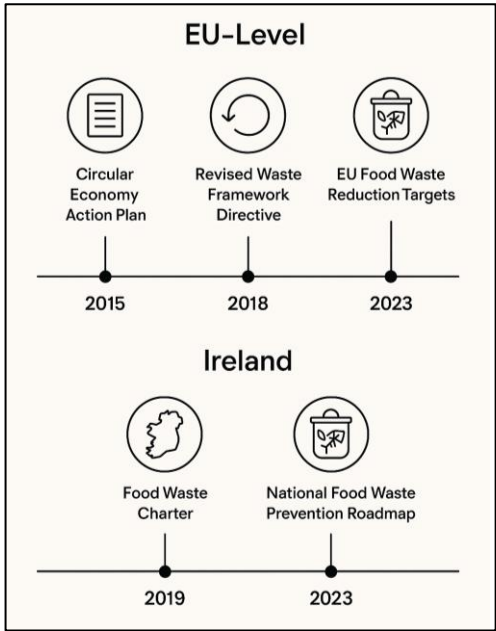 EU-Level
Circular
Economy
Action Plan
Revised Waste
Framework
Directive
EU Food Waste
Reduction Targets
2015
2018
2023
Ireland
Food Waste
Charter
National Food Waste
Prevention Roadmap
2019
2023